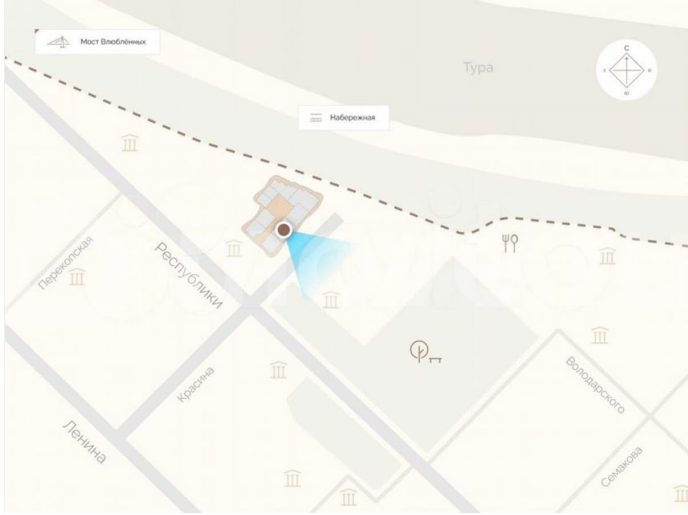 Мост Влюблённых
Тура
С
Набережная
Перекопская
Республики
Красина
Ленина
Володарского
Семакова